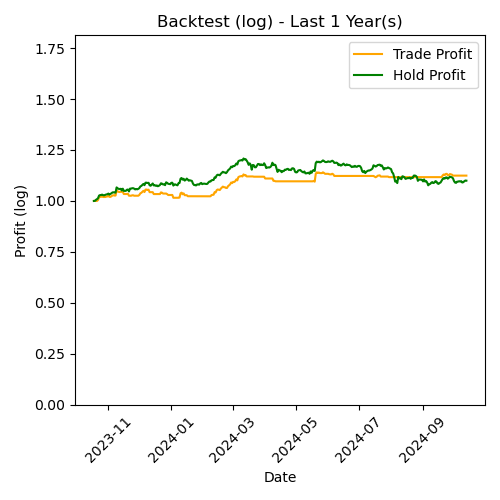 Backtest (log) - Last 1 Year(s)
Trade Profit
Hold Profit
Profit (log)
1.75
1.50
1.25
1.00
0.75
0.50
0.25
0.00
2023-11
2024-01
2024-03
2024-05
2024-07
2024-09
Date